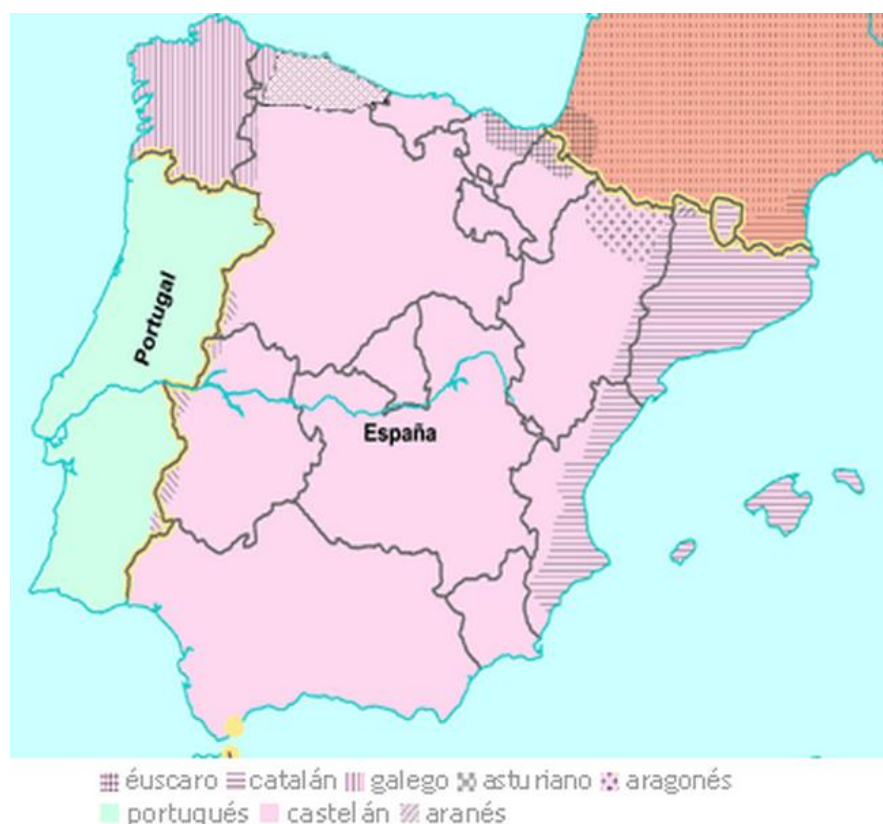 Portugal
España
éuscaro catalán galego asturiano aragonés
portugués castelán aranés